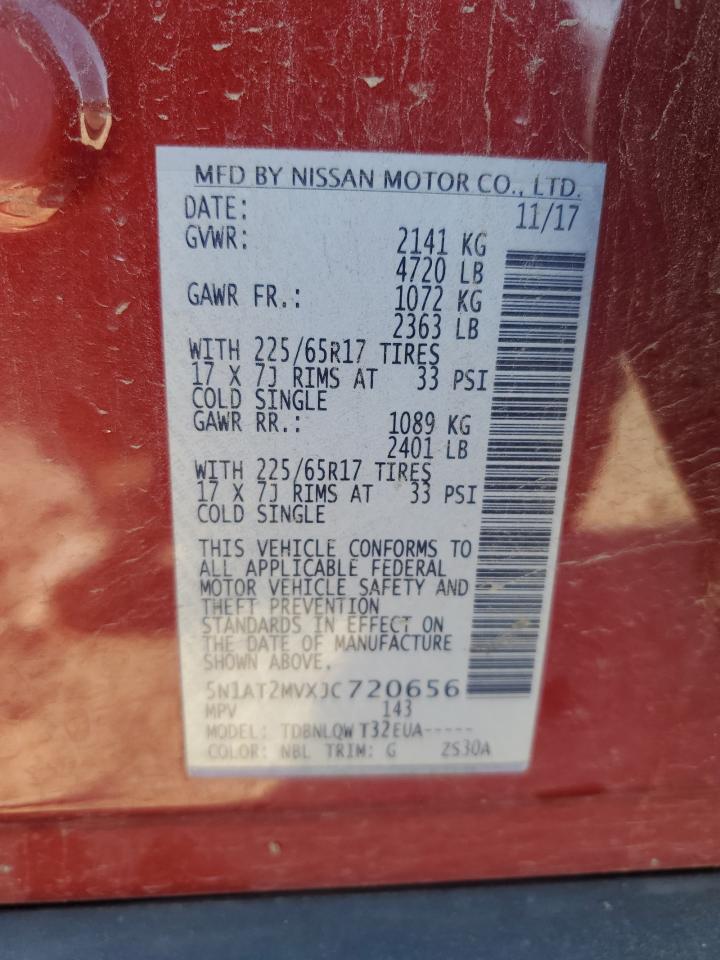 MFD BY NISSAN MOTOR CO., LTD.
DATE: 11/17
GVWR: 2141 KG
4720 LB
GAWR FR.: 1072 KG
2363 LB
WITH 225/65R17 TIRES
17 X 7J RIMS AT 33 PSI
COLD SINGLE
GAWR RR.: 1089 KG
2401 LB
WITH 225/65R17 TIRES
17 X 7J RIMS AT 33 PSI
COLD SINGLE
THIS VEHICLE CONFORMS TO
ALL APPLICABLE FEDERAL
MOTOR VEHICLE SAFETY AND
THEFT PREVENTION
STANDARDS IN EFFECT ON
THE DATE OF MANUFACTURE
SHOWN ABOVE.
5N1AT2MVXJC720656
MPV 143
MODEL: TDBNLQW T32EUA-----
COLOR: NBL TRIM: G 2S30A